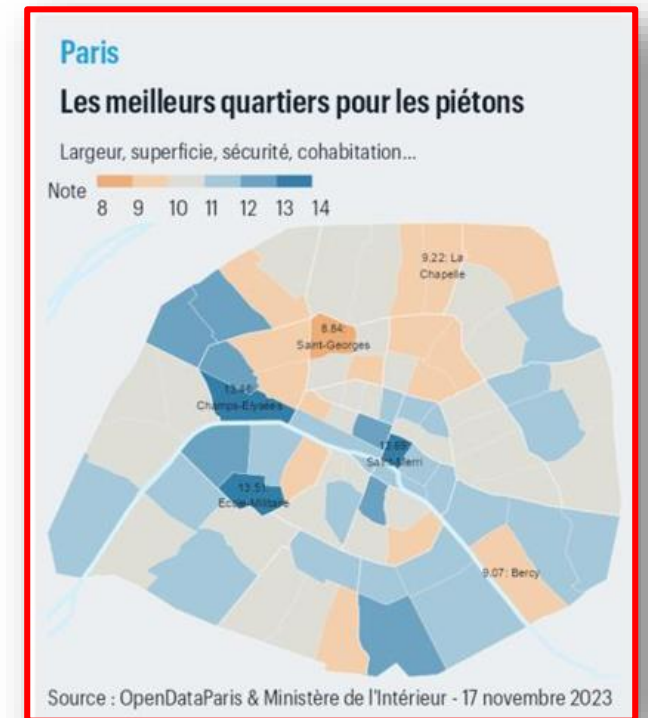 Paris
Les meilleurs quartiers pour les piétons
Largeur, superficie, sécurité, cohabitation...
Note
8 9 10 11 12 13 14
9.22: La
Chapelle
8.84:
Saint-Georges
Champs-Elysées
Saint-Merri
13.51:
Ecole-Militaire
9.07: Bercy
Source : OpenDataParis & Ministère de l'Intérieur - 17 novembre 2023